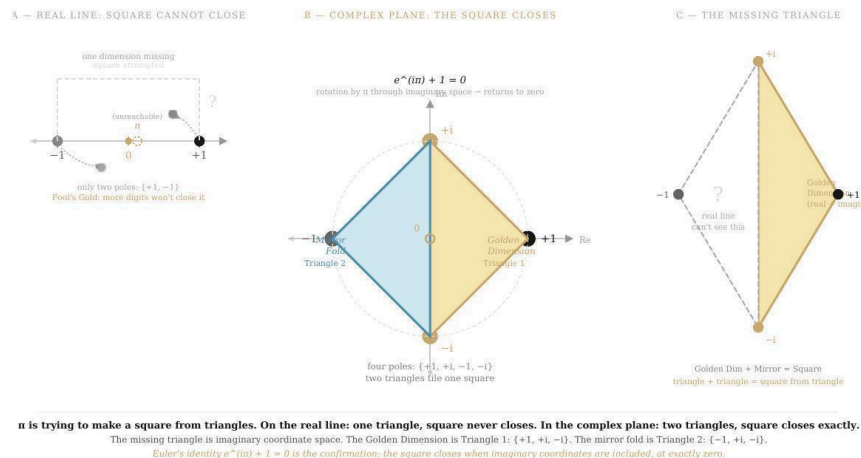 A — REAL LINE: SQUARE CANNOT CLOSE
one dimension missing
square attempted
?
(unreachable)
π
−1
0
+1
only two poles: {+1, −1}
Fool's Gold: more digits won't close it
B — COMPLEX PLANE: THE SQUARE CLOSES
e^(iπ) + 1 = 0
rotation by π through imaginary space → returns to zero
Im
+i
0
−1
Mirror
Fold
Triangle 2
Golden
Dimension
Triangle 1
+1
Re
−i
four poles: {+1, +i, −1, −i}
two triangles tile one square
C — THE MISSING TRIANGLE
+i
−1
?
real line
can't see this
Golden
+1
(real
−i
Golden Dim + Mirror = Square
triangle + triangle = square from triangle
π is trying to make a square from triangles. On the real line: one triangle, square never closes. In the complex plane: two triangles, square closes exactly.
The missing triangle is imaginary coordinate space. The Golden Dimension is Triangle 1: {+1, +i, −i}. The mirror fold is Triangle 2: {−1, +i, −i}.
Euler's identity e^(iπ) + 1 = 0 is the confirmation: the square closes when imaginary coordinates are included, at exactly zero.